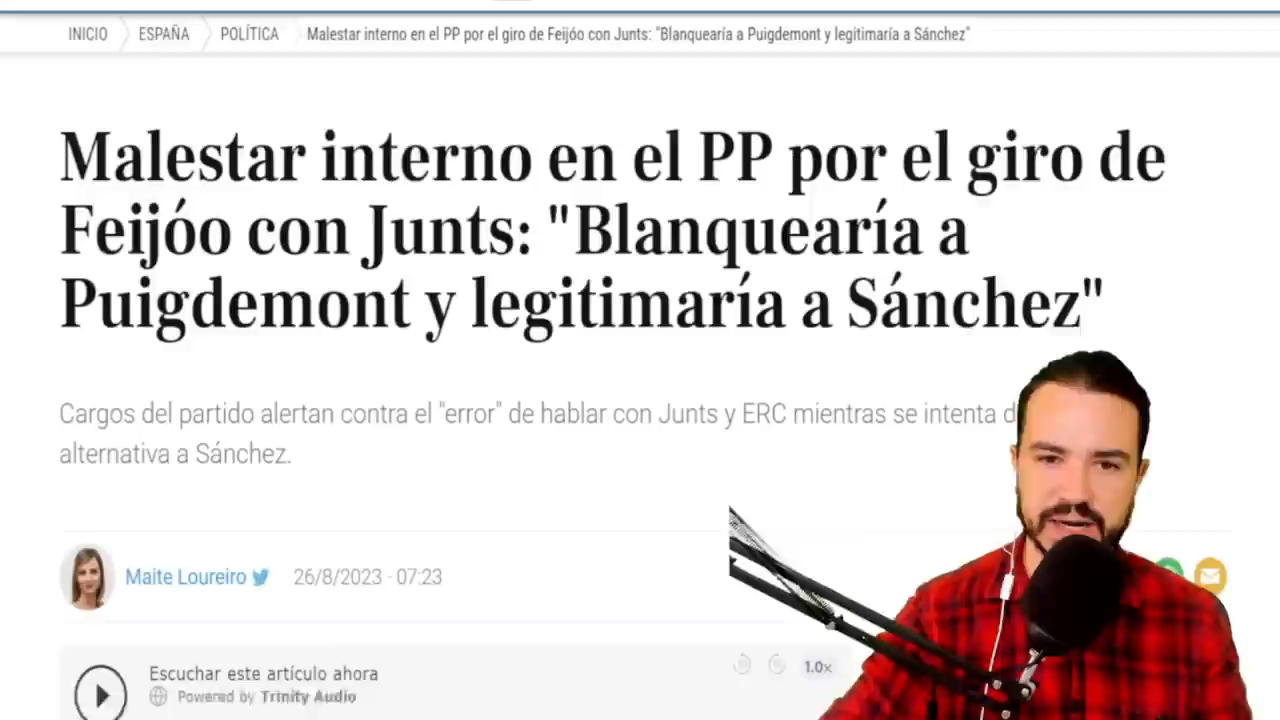 INICIO ESPAÑA POLÍTICA Malestar interno en el PP por el giro de Feijóo con Junts: "Blanquearía a Puigdemont y legitimaría a Sánchez"
Malestar interno en el PP por el giro de
Feijóo con Junts: "Blanquearía a
Puigdemont y legitimaría a Sánchez"
Cargos del partido alertan contra el "error" de hablar con Junts y ERC mientras se intenta
alternativa a Sánchez.
Maite Loureiro 26/8/2023 · 07:23
Escuchar este artículo ahora
1.0x
Powered by Trinity Audio